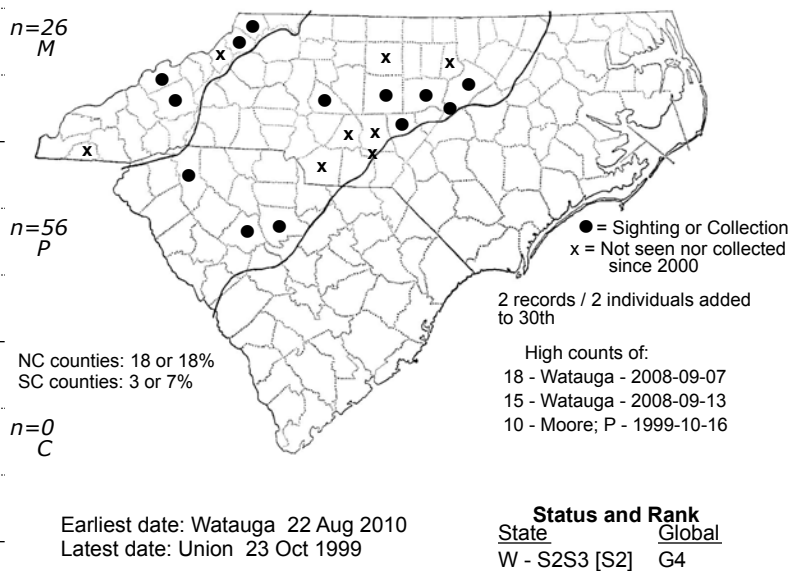 n=26
M
n=56
P
n=0
C
● = Sighting or Collection
x = Not seen nor collected
since 2000
2 records / 2 individuals added
to 30th
NC counties: 18 or 18%
SC counties: 3 or 7%
High counts of:
18 - Watauga - 2008-09-07
15 - Watauga - 2008-09-13
10 - Moore; P - 1999-10-16
Earliest date: Watauga 22 Aug 2010
Latest date: Union 23 Oct 1999
Status and Rank
State Global
W - S2S3 [S2] G4